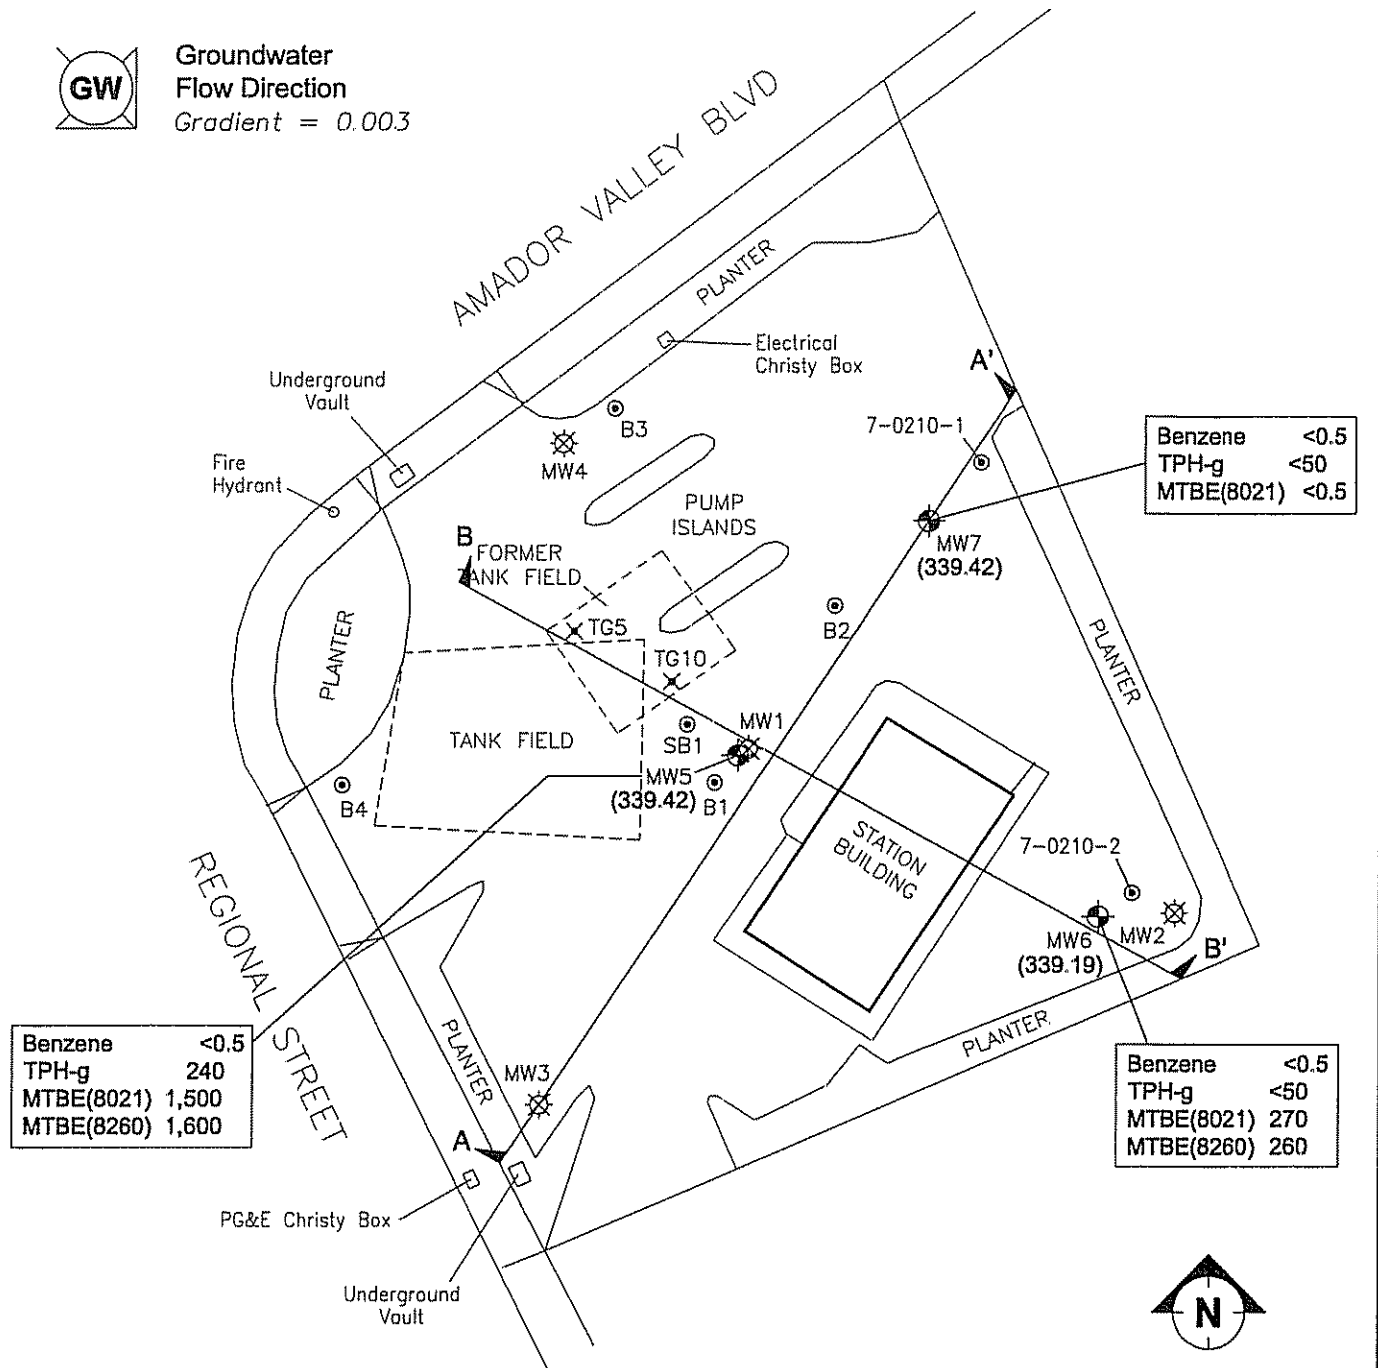 GW
Groundwater
Flow Direction
Gradient = 0.003
AMADOR VALLEY BLVD
PLANTER
Electrical
Christy Box
Underground
Vault
Fire
Hydrant
B3
MW4
A'
7-0210-1
Benzene <0.5
TPH-g <50
MTBE(8021) <0.5
PUMP
ISLANDS
MW7
(339.42)
B
FORMER
TANK FIELD
TG5
B2
TG10
PLANTER
PLANTER
TANK FIELD
SB1
MW1
MW5
(339.42)
B1
B4
STATION
BUILDING
7-0210-2
MW6
(339.19)
MW2
B'
REGIONAL STREET
PLANTER
PLANTER
Benzene <0.5
TPH-g 240
MTBE(8021) 1,500
MTBE(8260) 1,600
MW3
A
Benzene <0.5
TPH-g <50
MTBE(8021) 270
MTBE(8260) 260
PG&E Christy Box
Underground
Vault
N